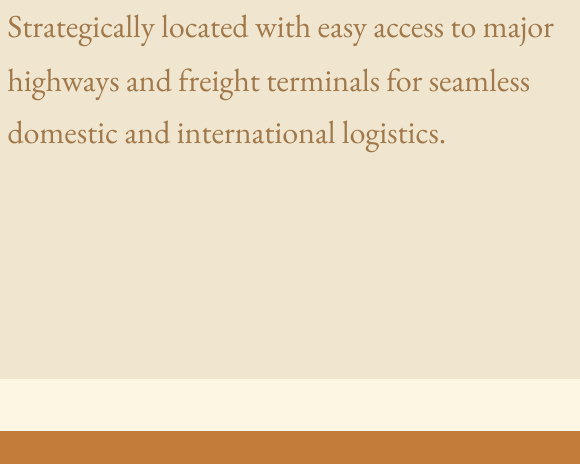 Strategically located with easy access to major
highways and freight terminals for seamless
domestic and international logistics.